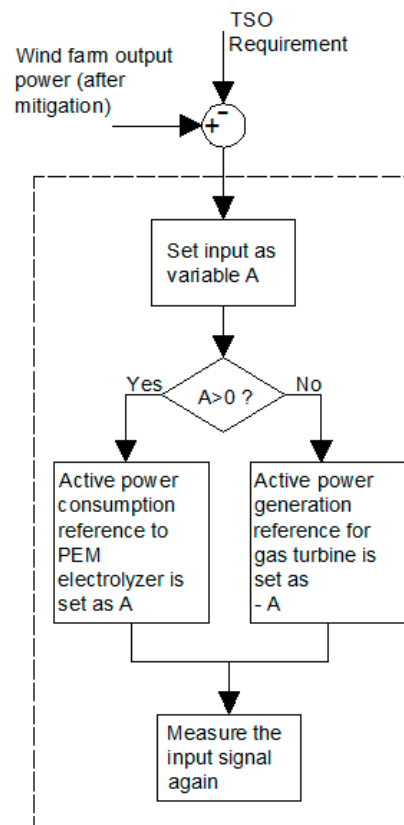 TSO
Requirement
Wind farm output
power (after
mitigation)
-
+
Set input as
variable A
Yes
A>0 ?
No
Active power
consumption
reference to
PEM
electrolyzer is
set as A
Active power
generation
reference for
gas turbine is
set as
- A
Measure the
input signal
again